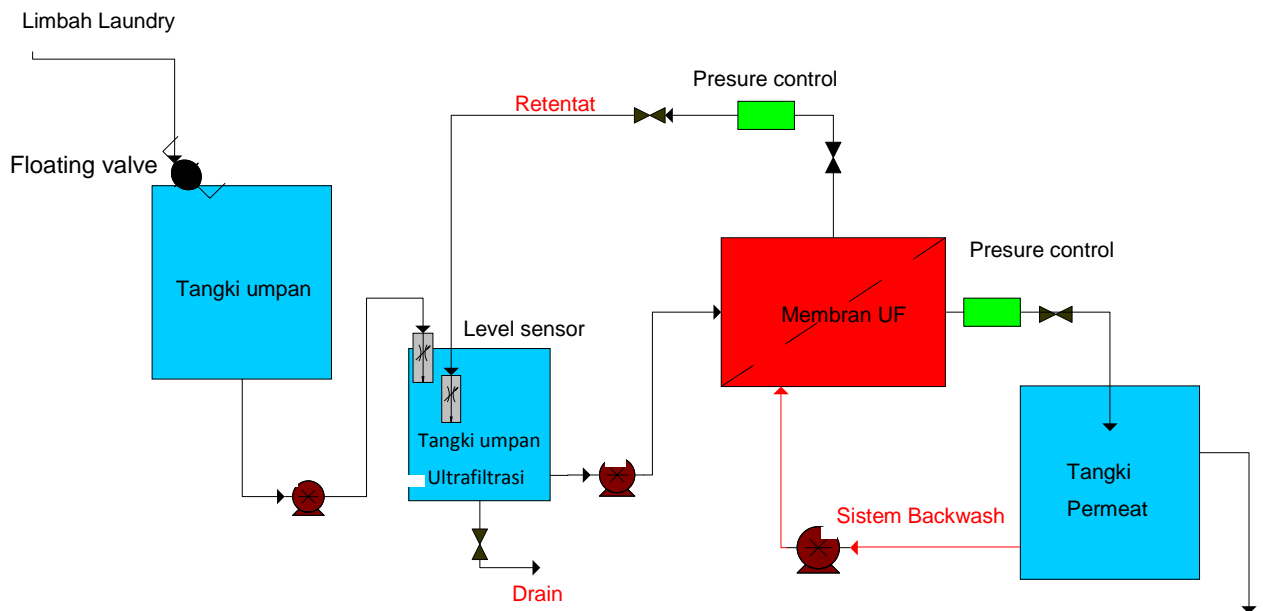 Limbah Laundry
Presure control
Retentat
Floating valve
Presure control
Tangki umpan
Membran UF
Level sensor
Tangki umpan
Ultrafiltrasi
Tangki
Permeat
Sistem Backwash
Drain